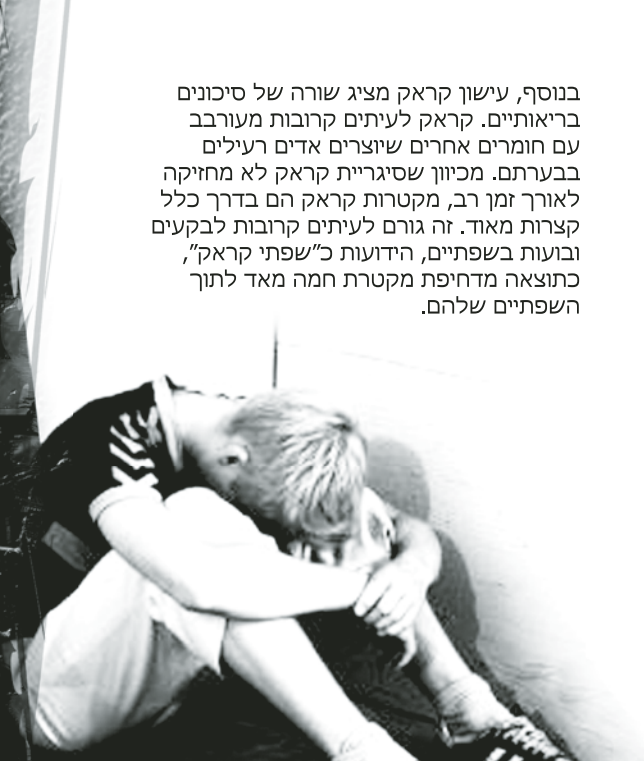 בנוסף, עישון קראק מציג שורה של סיכונים
בריאותיים. קראק לעיתים קרובות מעורבב
עם חומרים אחרים שיוצרים אדים רעילים
בבערתם. מכיוון שסיגריית קראק לא מחזיקה
לאורך זמן רב, מקטרות קראק הם בדרך כלל
קצרות מאוד. זה גורם לעיתים קרובות לבקעים
ובועות בשפתיים, הידועות כ״שפתי קראק״,
כתוצאה מדחיפת מקטרת חמה מאד לתוך
השפתיים שלהם.